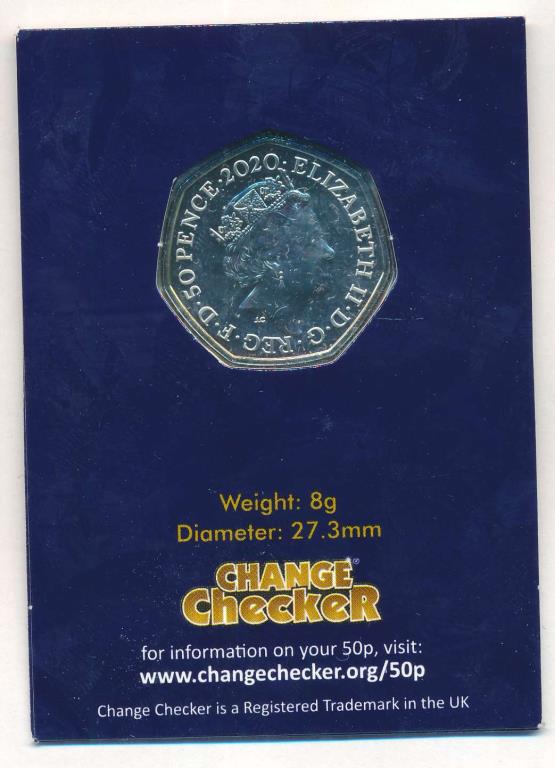 ELIZABETH II · D · G · REG · F · D · 50 PENCE · 2020 ·
JC
Weight: 8g
Diameter: 27.3mm
CHANGE ®
CheckeR
for information on your 50p, visit:
www.changechecker.org/50p
Change Checker is a Registered Trademark in the UK